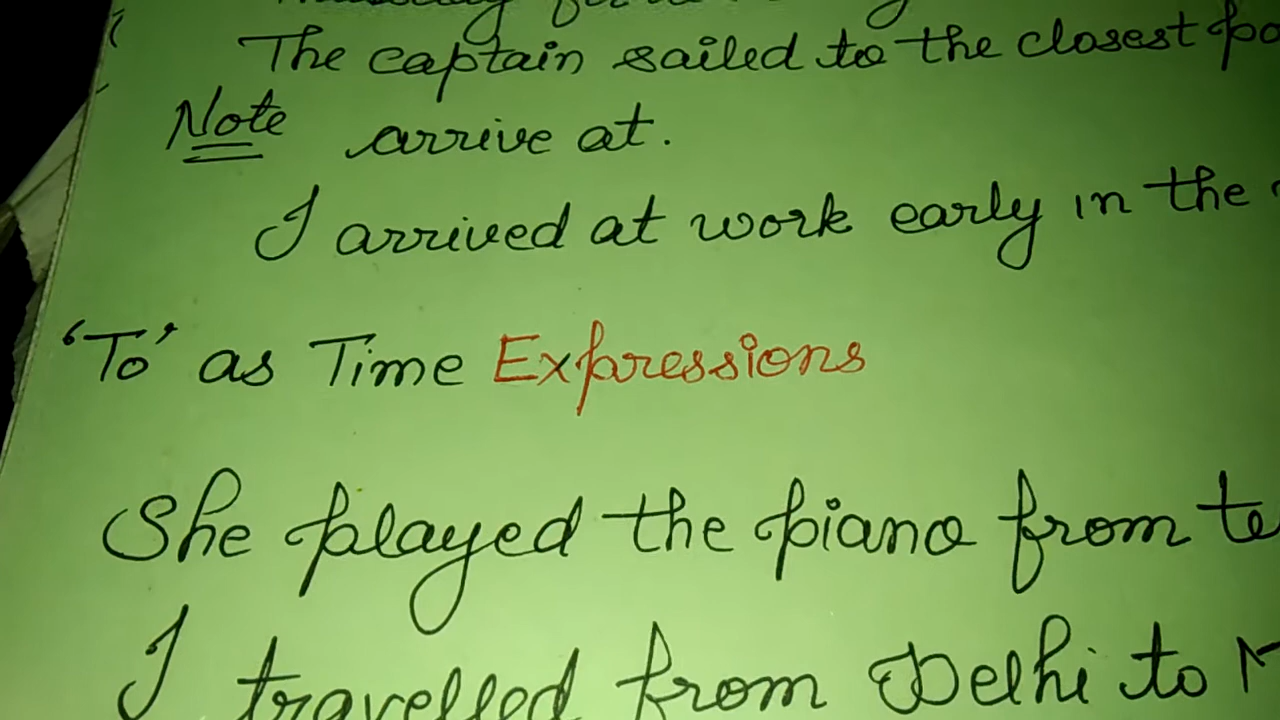 The captain sailed to the closest
Note arrive at.
I arrived at work early in the
'To' as Time Expressions
She played the piano from
I travelled from Delhi to